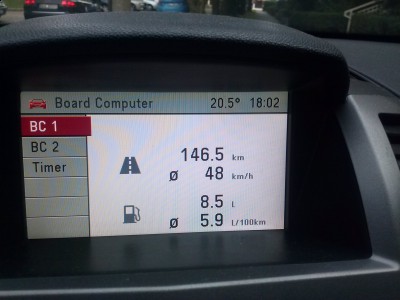 Board Computer 20.5° 18:02
BC 1
BC 2
Timer
146.5 km
ø 48 km/h
8.5 L
ø 5.9 L/100km